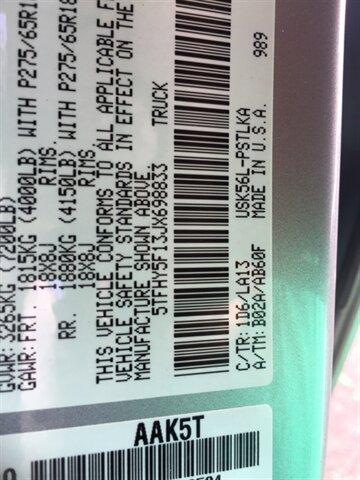 GVWR: 3265KG (7200LB)
GAWR: FRT. 1815KG (4000LB) WITH P275/65R18
18X8J RIMS,
RR. 1880KG (4150LB) WITH P275/65R18
18X8J RIMS,
THIS VEHICLE CONFORMS TO ALL APPLICABLE F
VEHICLE SAFETY STANDARDS IN EFFECT ON THE
MANUFACTURE SHOWN ABOVE.
5TFHY5F13JX698833 TRUCK
USK56L-PSTLKA 989
C/TR: 1D6/LA13 MADE IN U.S.A.
A/TM: B02A/AB60F
AAK5T